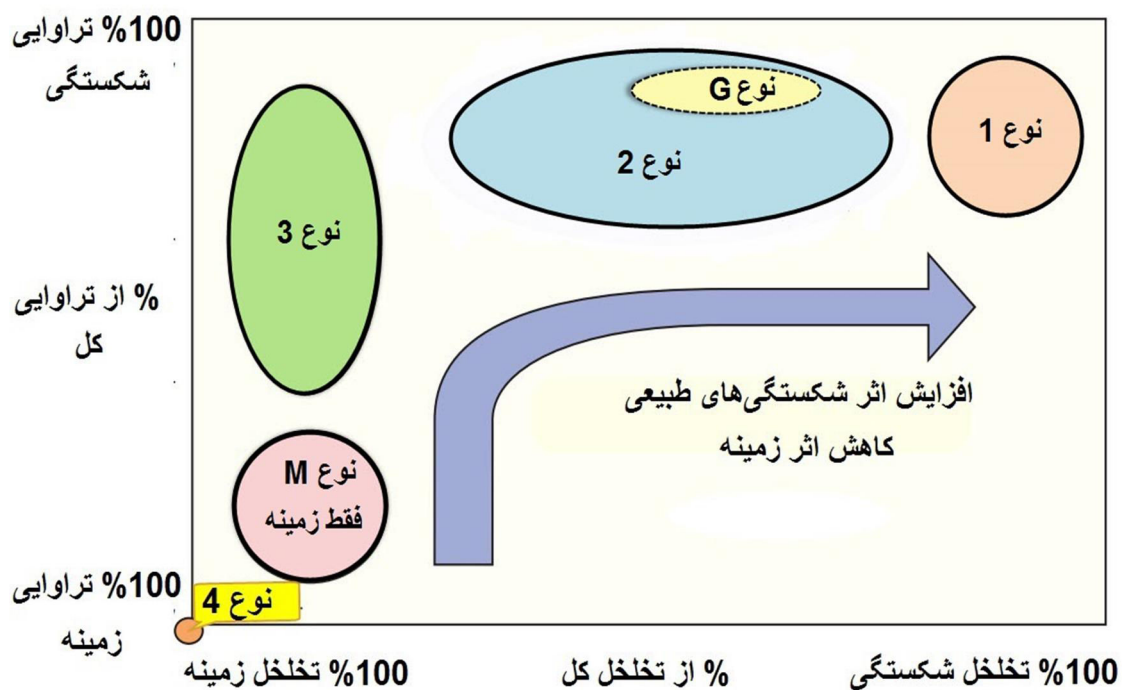 %100 تراوایی
شکستگی
نوع G
نوع 1
نوع 2
نوع 3
% از تراوایی
کل
افزایش اثر شکستگی‌های طبیعی
کاهش اثر زمینه
نوع M
فقط زمینه
%100 تراوایی
زمینه
نوع 4
%100 تخلخل زمینه
% از تخلخل کل
%100 تخلخل شکستگی